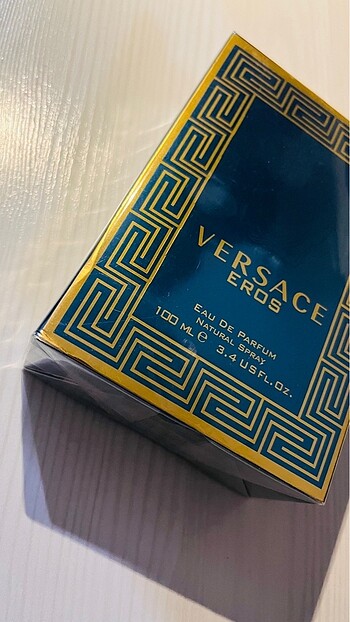 VERSACE
EROS
EAU DE PARFUM
NATURAL SPRAY
100 ML ℮ 3.4 US FL.OZ.